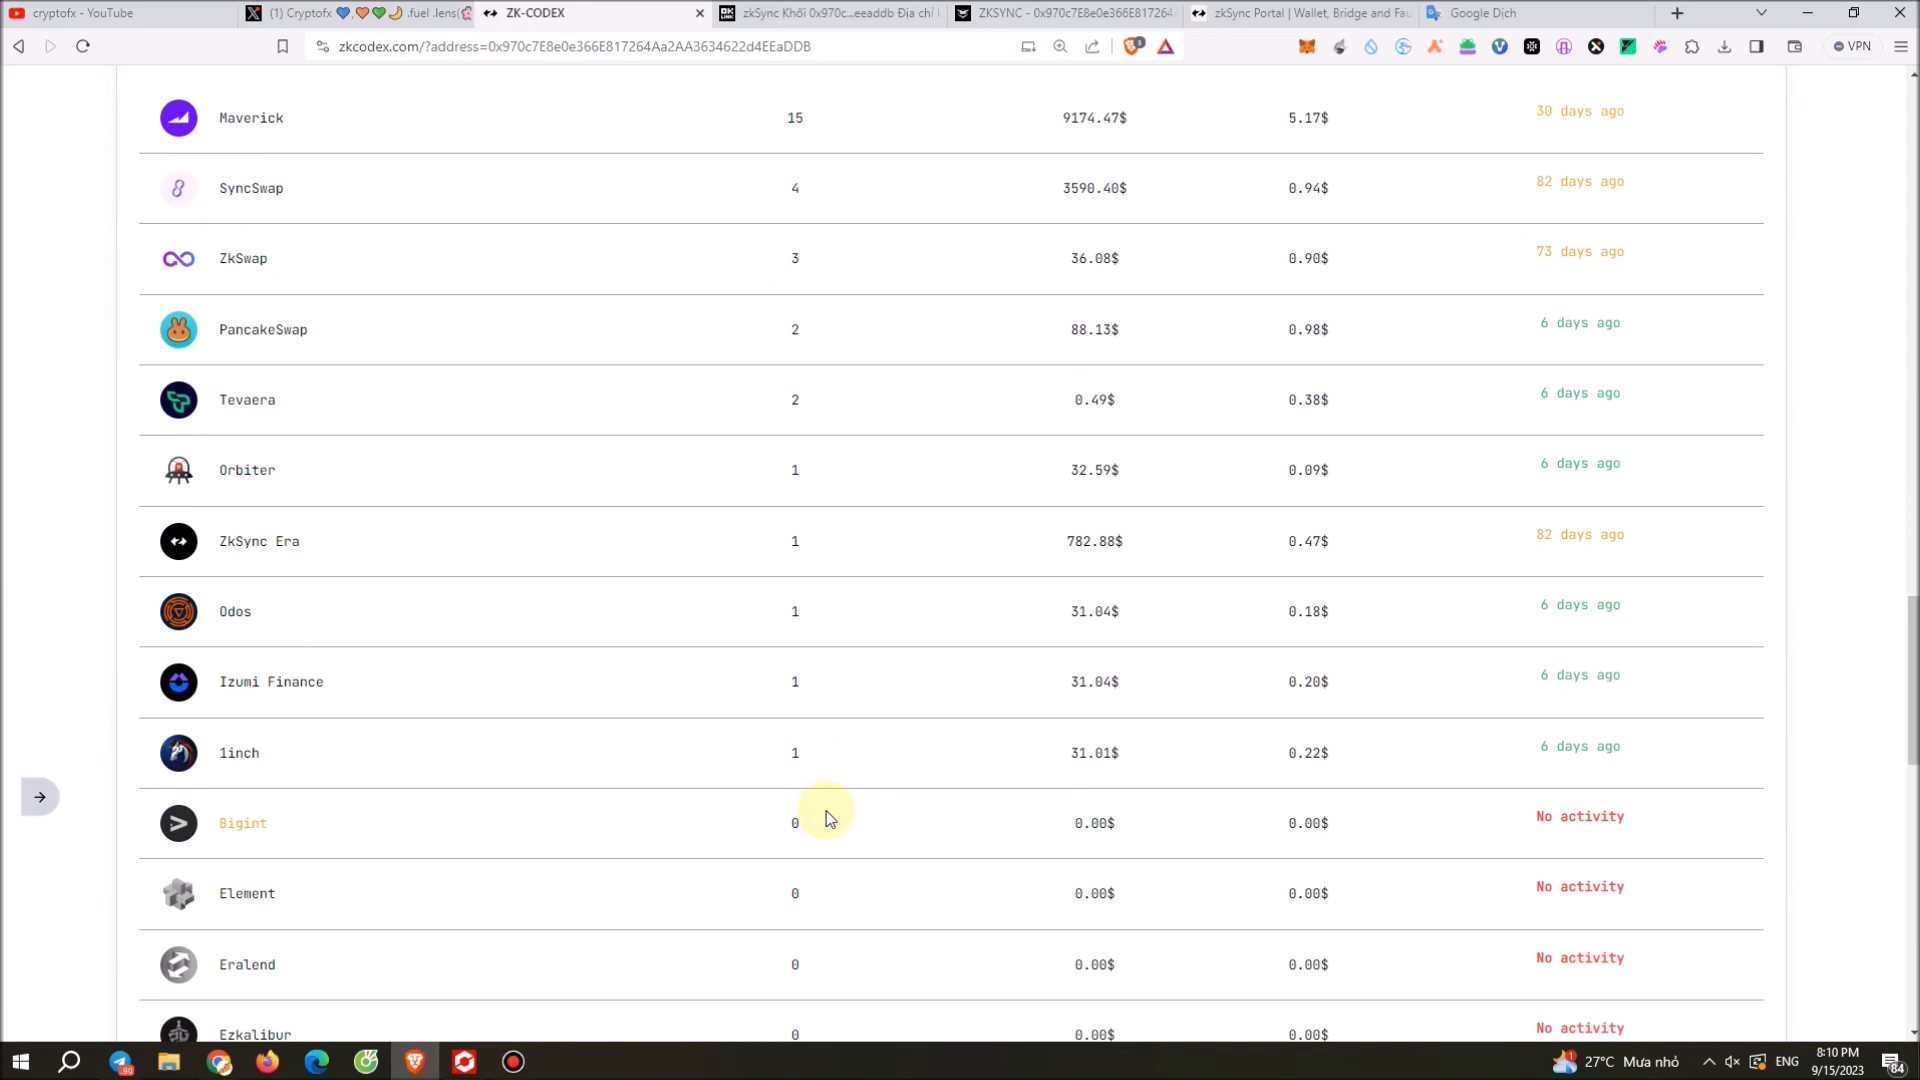 cryptofx - YouTube
(1) Cryptofx 💙,🧡💚🌙 .fuel .lens(
ZK-CODEX
zkSync Khối 0x970c...eeaddb Địa chỉ
ZKSYNC - 0x970c7E8e0e366E817264
zkSync Portal | Wallet, Bridge and Fau
Google Dịch
zkcodex.com/?address=0x970c7E8e0e366E817264Aa2AA3634622d4EEaDDB
VPN
Maverick 15 9174.47$ 5.17$ 30 days ago
SyncSwap 4 3590.40$ 0.94$ 82 days ago
ZkSwap 3 36.08$ 0.90$ 73 days ago
PancakeSwap 2 88.13$ 0.98$ 6 days ago
Tevaera 2 0.49$ 0.38$ 6 days ago
Orbiter 1 32.59$ 0.09$ 6 days ago
ZkSync Era 1 782.88$ 0.47$ 82 days ago
Odos 1 31.04$ 0.18$ 6 days ago
Izumi Finance 1 31.04$ 0.20$ 6 days ago
1inch 1 31.01$ 0.22$ 6 days ago
Bigint 0 0.00$ 0.00$ No activity
Element 0 0.00$ 0.00$ No activity
Eralend 0 0.00$ 0.00$ No activity
Ezkalibur 0 0.00$ 0.00$ No activity
27°C Mưa nhỏ
ENG
8:10 PM
9/15/2023
84